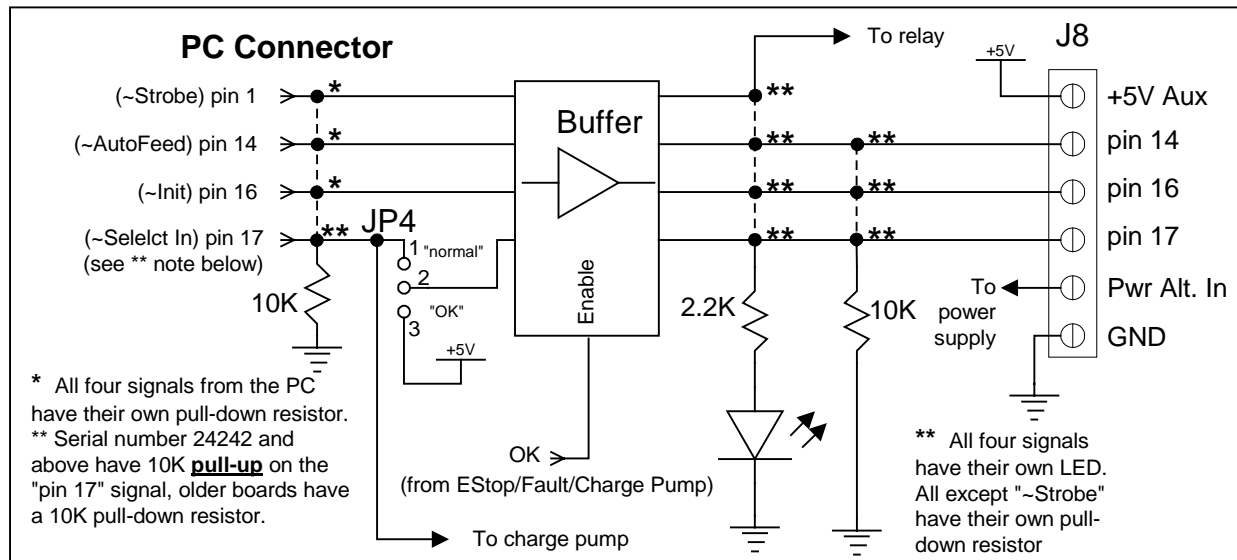 PC Connector
(~Strobe) pin 1
*
(~AutoFeed) pin 14
*
(~Init) pin 16
*
(~Selelct In) pin 17
**
(see ** note below)
JP4
1 "normal"
2
"OK"
3
+5V
10K
Buffer
Enable
OK
(from EStop/Fault/Charge Pump)
To charge pump
To relay
**
**
**
**
**
**
**
2.2K
10K
+5V
J8
+5V Aux
pin 14
pin 16
pin 17
Pwr Alt. In
GND
To
power
supply
* All four signals from the PC
have their own pull-down resistor.
** Serial number 24242 and
above have 10K pull-up on the
"pin 17" signal, older boards have
a 10K pull-down resistor.
** All four signals
have their own LED.
All except "~Strobe"
have their own pull-
down resistor